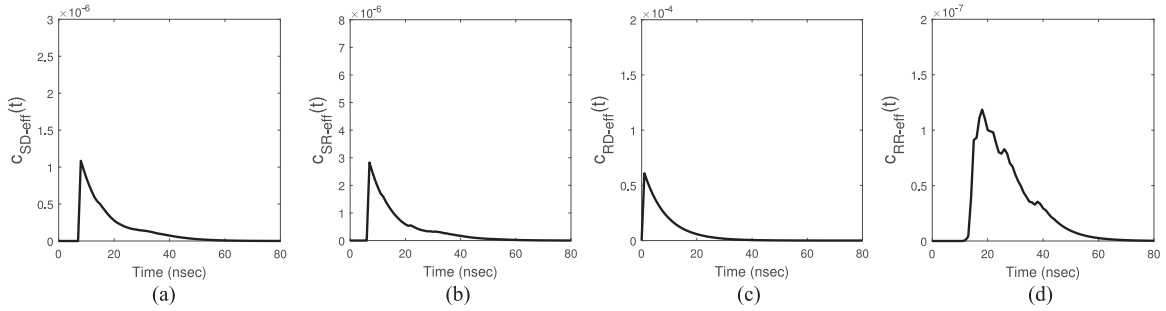 ×10⁻⁶
3
2.5
2
1.5
1
0.5
0
0 20 40 60 80
c_SD-eff(t)
Time (nsec)
(a)
×10⁻⁶
8
7
6
5
4
3
2
1
0
0 20 40 60 80
c_SR-eff(t)
Time (nsec)
(b)
×10⁻⁴
2
1.5
1
0.5
0
0 20 40 60 80
c_RD-eff(t)
Time (nsec)
(c)
×10⁻⁷
2
1.5
1
0.5
0
0 20 40 60 80
c_RR-eff(t)
Time (nsec)
(d)